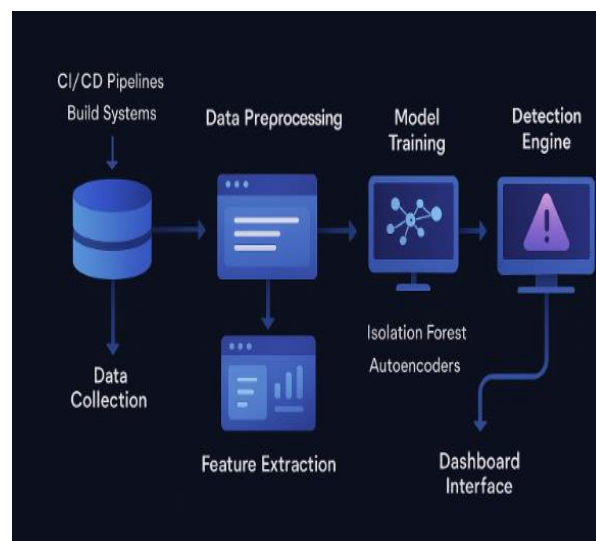 CI/CD Pipelines
Build Systems
Data Preprocessing
Model
Training
Detection
Engine
Isolation Forest
Autoencoders
Data
Collection
Feature Extraction
Dashboard
Interface